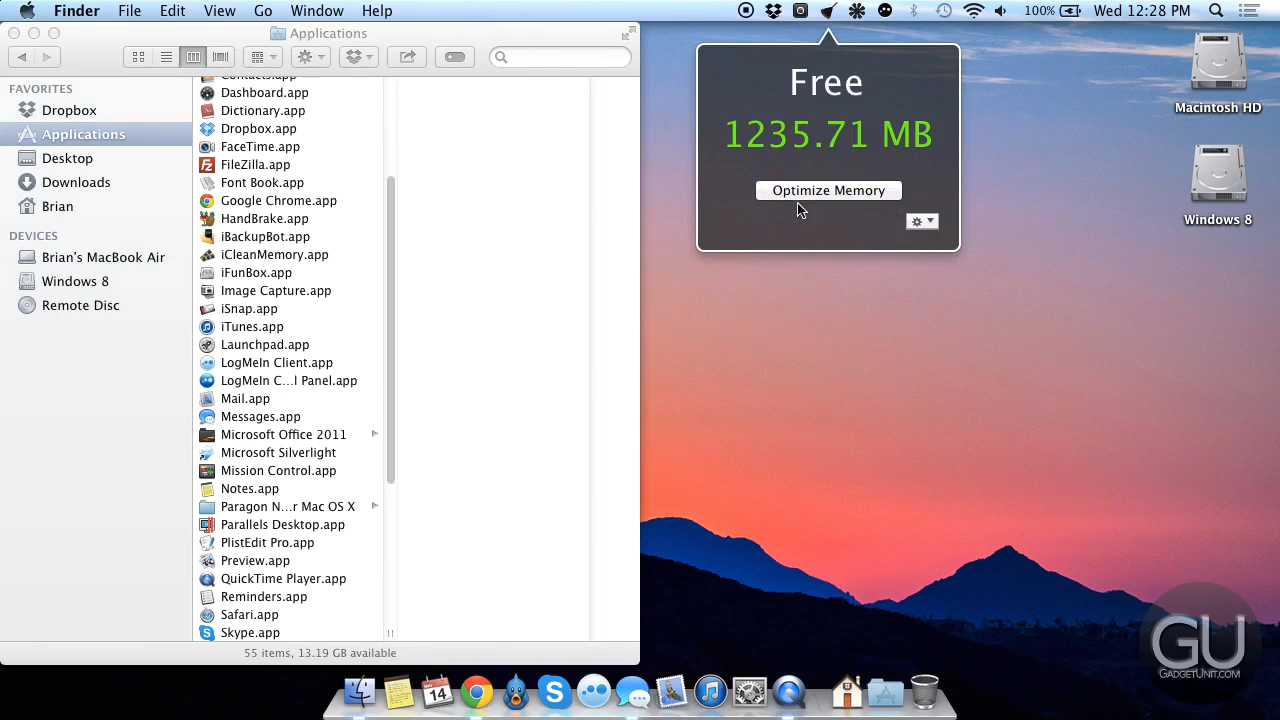 Finder File Edit View Go Window Help
100% Wed 12:28 PM
Applications
FAVORITES
Dropbox
Applications
Desktop
Downloads
Brian
DEVICES
Brian's MacBook Air
Windows 8
Remote Disc
Contacts.app
Dashboard.app
Dictionary.app
Dropbox.app
FaceTime.app
FileZilla.app
Font Book.app
Google Chrome.app
HandBrake.app
iBackupBot.app
iCleanMemory.app
iFunBox.app
Image Capture.app
iSnap.app
iTunes.app
Launchpad.app
LogMeIn Client.app
LogMeIn C...l Panel.app
Mail.app
Messages.app
Microsoft Office 2011
Microsoft Silverlight
Mission Control.app
Notes.app
Paragon N...r Mac OS X
Parallels Desktop.app
PlistEdit Pro.app
Preview.app
QuickTime Player.app
Reminders.app
Safari.app
Skype.app
55 items, 13.19 GB available
Free
1235.71 MB
Optimize Memory
Macintosh HD
Windows 8
14
GU
GADGETUNIT.COM